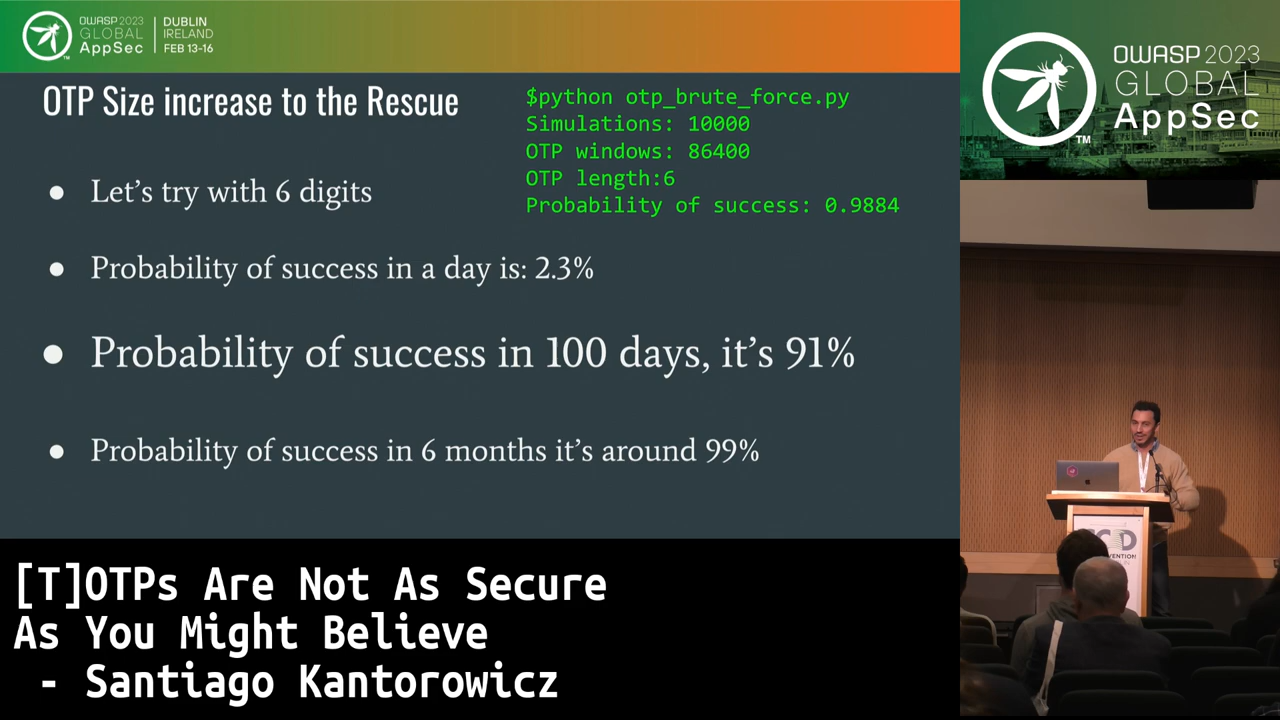 OWASP 2023
GLOBAL
AppSec
TM
DUBLIN
IRELAND
FEB 13-16
OTP Size increase to the Rescue
$python otp_brute_force.py
Simulations: 10000
OTP windows: 86400
OTP length:6
Probability of success: 0.9884
● Let's try with 6 digits
● Probability of success in a day is: 2.3%
● Probability of success in 100 days, it's 91%
● Probability of success in 6 months it's around 99%
[T]OTPs Are Not As Secure
As You Might Believe
- Santiago Kantorowicz
OWASP 2023
GLOBAL
AppSec
TM